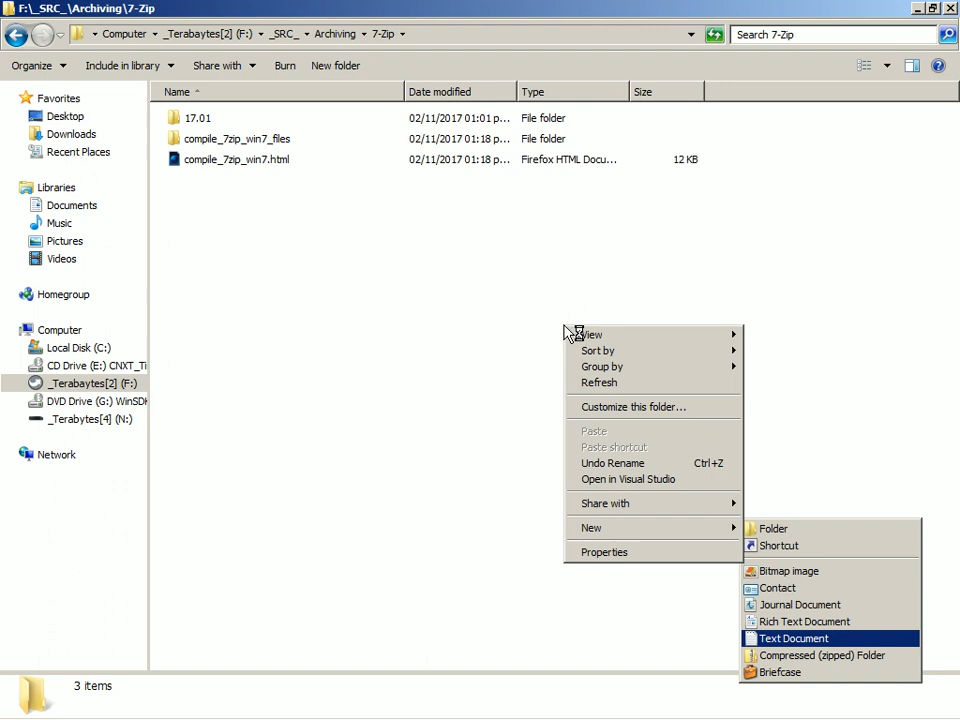 F:\_SRC_\Archiving\7-Zip
Computer _Terabaytes[2] (F:) _SRC_ Archiving 7-Zip
Search 7-Zip
Organize Include in library Share with Burn New folder
Name Date modified Type Size
Favorites
Desktop
Downloads
Recent Places
Libraries
Documents
Music
Pictures
Videos
Homegroup
Computer
Local Disk (C:)
CD Drive (E:) CNXT_Ti
_Terabaytes[2] (F:)
DVD Drive (G:) WinSDK
_Terabytes[4] (N:)
Network
17.01 02/11/2017 01:01 p... File folder
compile_7zip_win7_files 02/11/2017 01:18 p... File folder
compile_7zip_win7.html 02/11/2017 01:18 p... Firefox HTML Docu... 12 KB
View
Sort by
Group by
Refresh
Customize this folder...
Paste
Paste shortcut
Undo Rename Ctrl+Z
Open in Visual Studio
Share with
New
Properties
Folder
Shortcut
Bitmap image
Contact
Journal Document
Rich Text Document
Text Document
Compressed (zipped) Folder
Briefcase
3 items